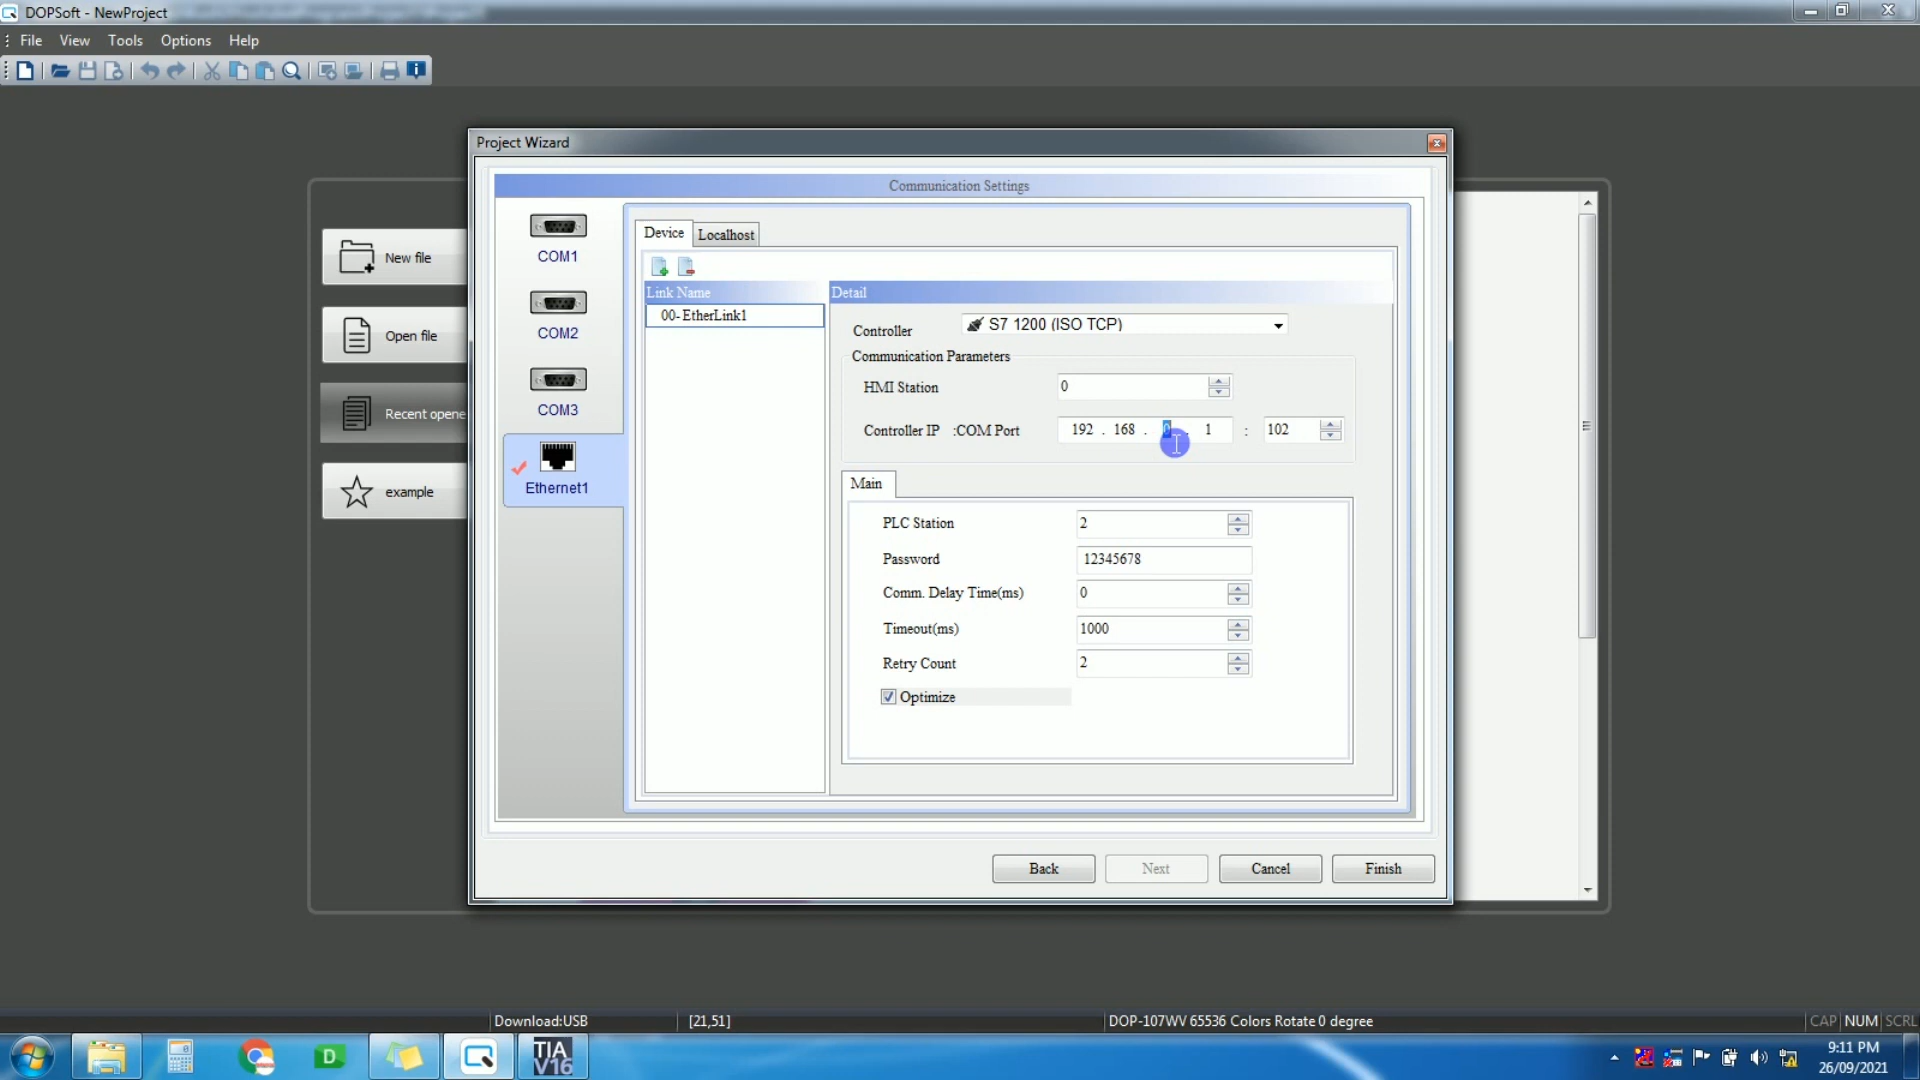 DOPSoft - NewProject
File View Tools Options Help
Project Wizard
Communication Settings
COM1
COM2
COM3
Ethernet1
Device Localhost
Link Name
00- EtherLink1
Detail
Controller S7 1200 (ISO TCP)
Communication Parameters
HMI Station 0
Controller IP :COM Port 192 . 168 . 0 . 1 : 102
Main
PLC Station 2
Password 12345678
Comm. Delay Time(ms) 0
Timeout(ms) 1000
Retry Count 2
Optimize
New file
Open file
Recent opene
example
Back Next Cancel Finish
Download:USB [21,51] DOP-107WV 65536 Colors Rotate 0 degree CAP NUM SCRL
D
TIA
V16
9:11 PM
26/09/2021